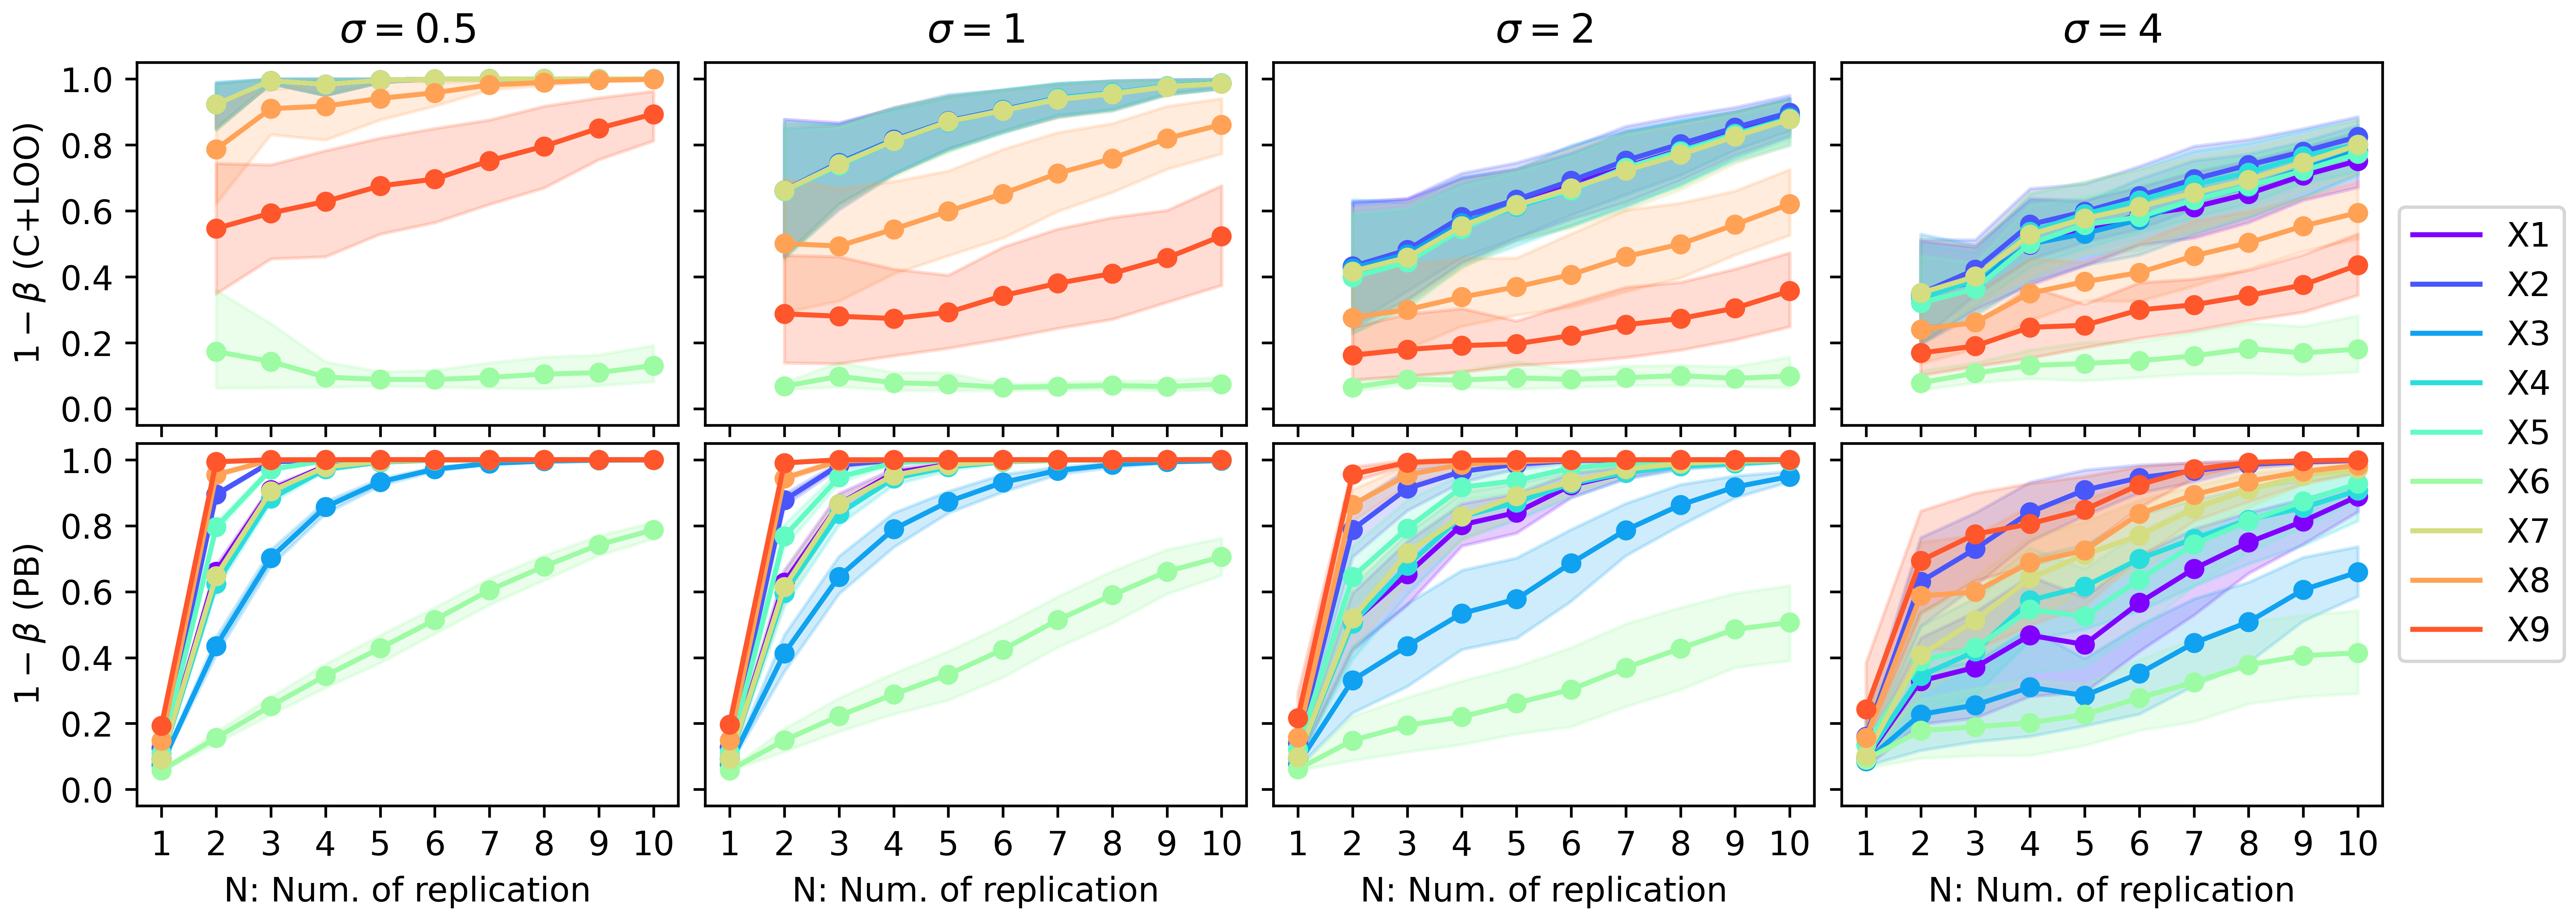 σ = 0.5 σ = 1 σ = 2 σ = 4
1 − β (C+LOO)
1.0
0.8
0.6
0.4
0.2
0.0
1 − β (PB)
1.0
0.8
0.6
0.4
0.2
0.0
1 2 3 4 5 6 7 8 9 10
1 2 3 4 5 6 7 8 9 10
1 2 3 4 5 6 7 8 9 10
1 2 3 4 5 6 7 8 9 10
N: Num. of replication
N: Num. of replication
N: Num. of replication
N: Num. of replication
X1
X2
X3
X4
X5
X6
X7
X8
X9